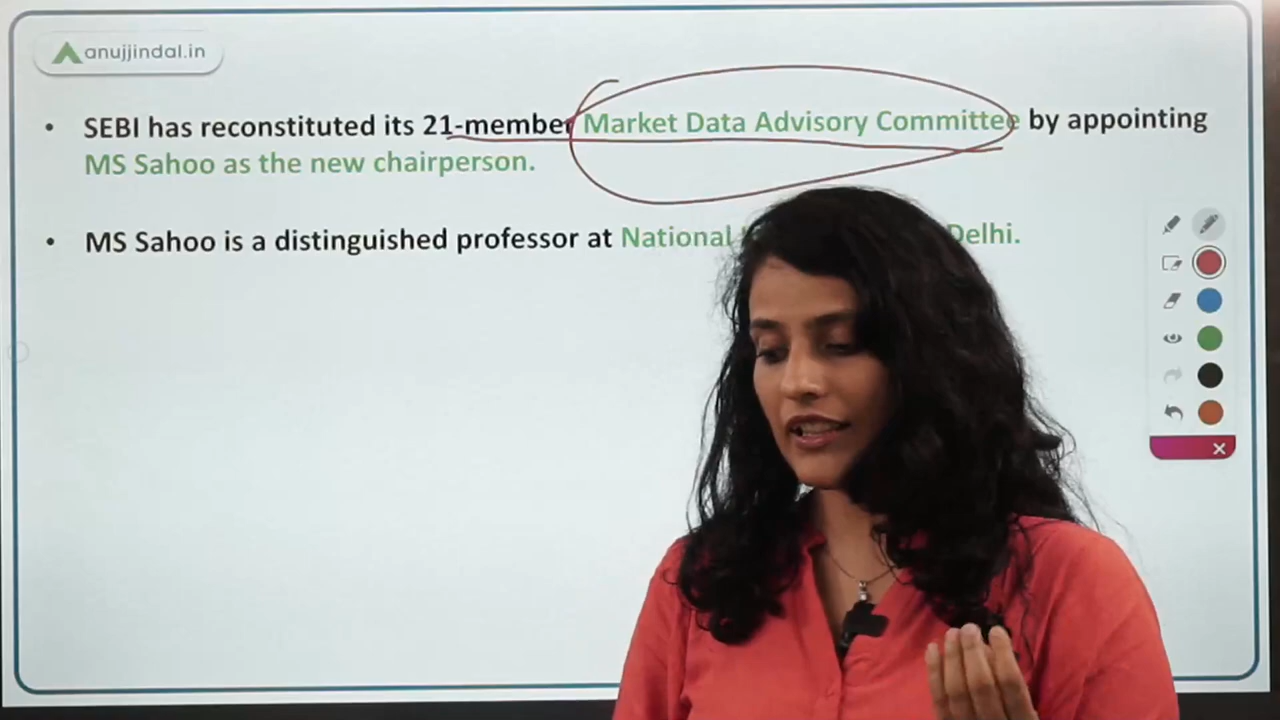 anujjindal.in
• SEBI has reconstituted its 21-member Market Data Advisory Committee by appointing
MS Sahoo as the new chairperson.
• MS Sahoo is a distinguished professor at National Delhi.